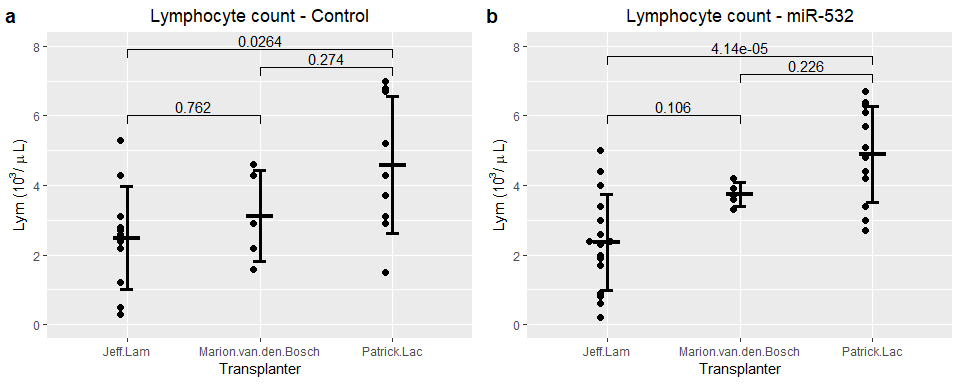 a
Lymphocyte count - Control
8
6
4
2
0
Lym (10³/ μ L)
0.0264
0.274
0.762
Jeff.Lam Marion.van.den.Bosch Patrick.Lac
Transplanter
b
Lymphocyte count - miR-532
8
6
4
2
0
Lym (10³/ μ L)
4.14e-05
0.226
0.106
Jeff.Lam Marion.van.den.Bosch Patrick.Lac
Transplanter